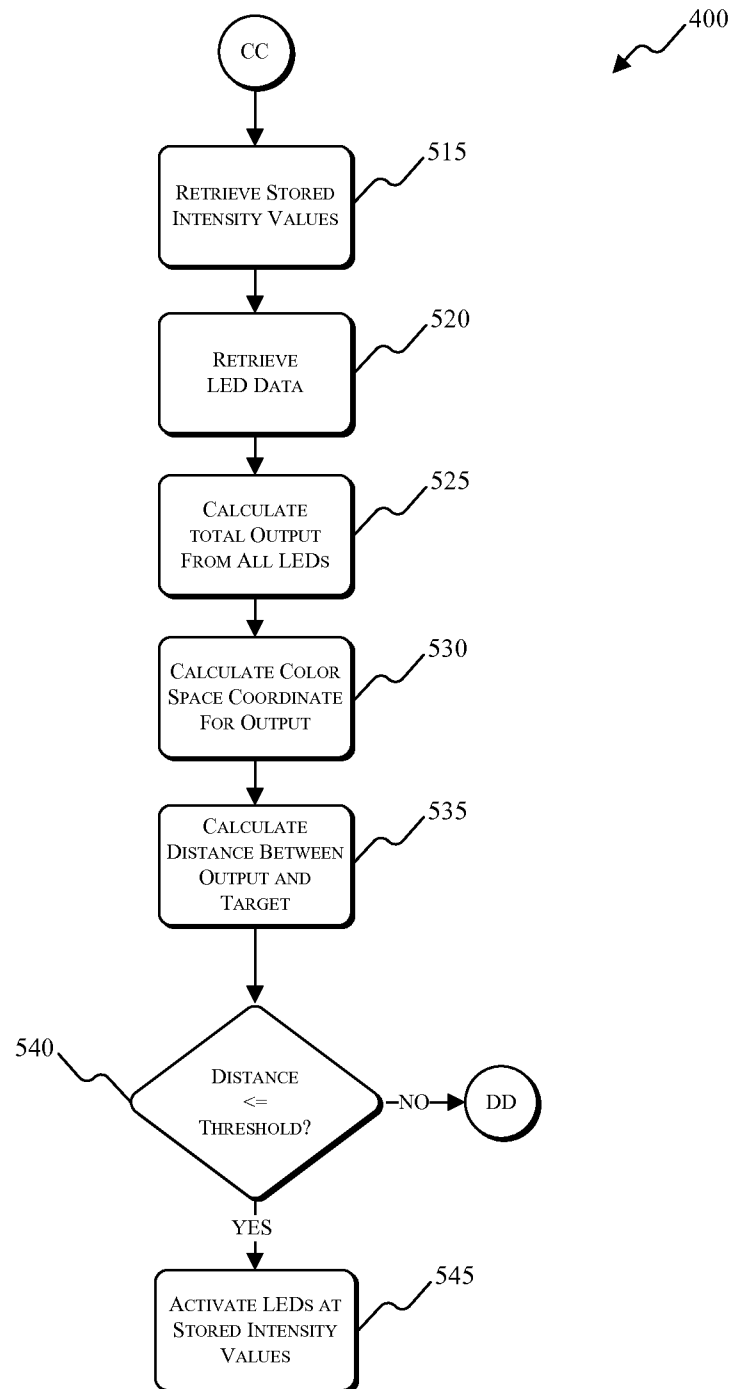 400
CC
515
RETRIEVE STORED
INTENSITY VALUES
520
RETRIEVE
LED DATA
525
CALCULATE
TOTAL OUTPUT
FROM ALL LEDS
530
CALCULATE COLOR
SPACE COORDINATE
FOR OUTPUT
535
CALCULATE
DISTANCE BETWEEN
OUTPUT AND
TARGET
540
DISTANCE
<=
THRESHOLD?
NO
DD
YES
545
ACTIVATE LEDS AT
STORED INTENSITY
VALUES